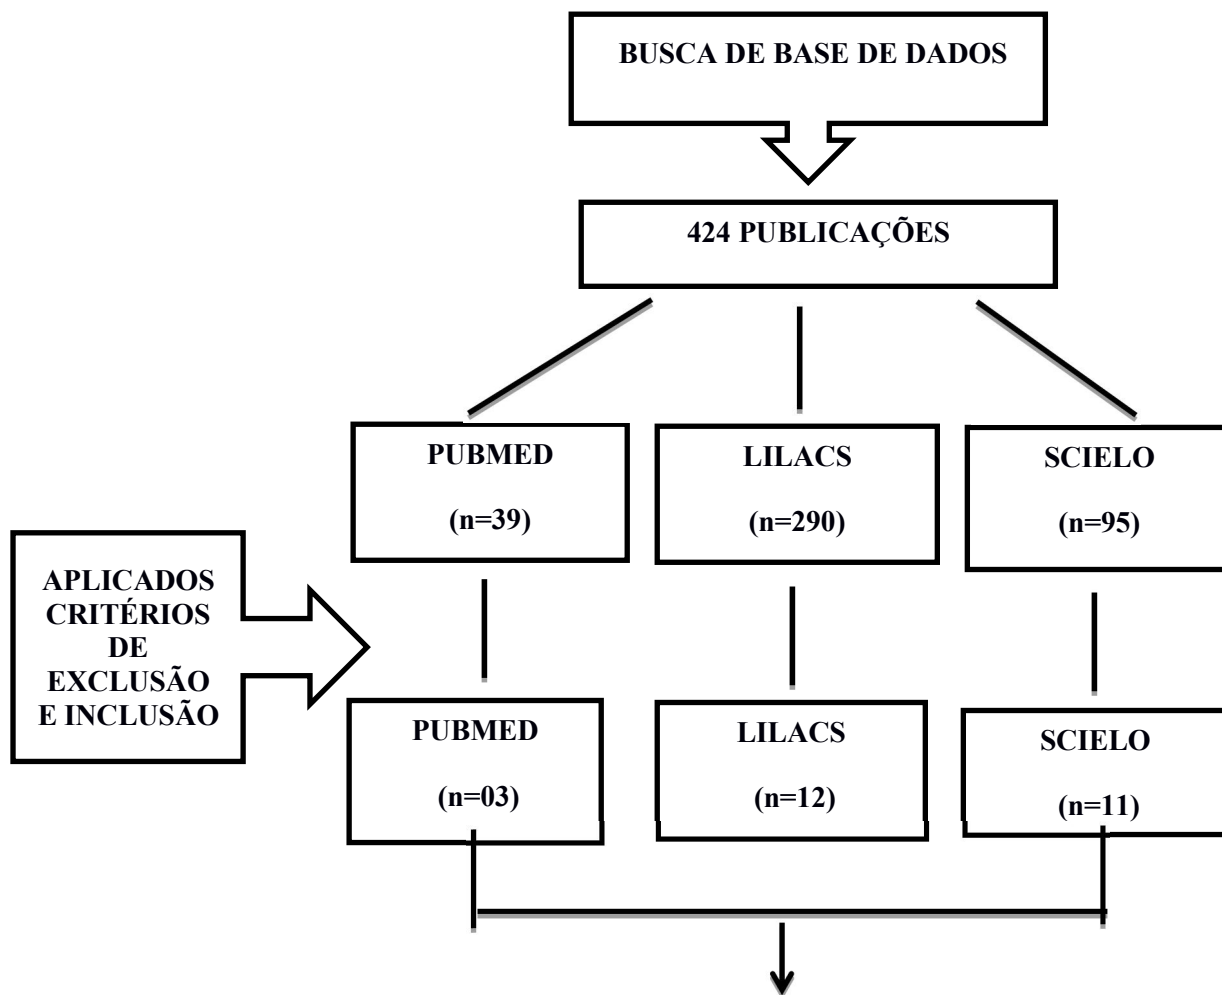 BUSCA DE BASE DE DADOS
424 PUBLICAÇÕES
PUBMED
(n=39)
LILACS
(n=290)
SCIELO
(n=95)
APLICADOS
CRITÉRIOS
DE
EXCLUSÃO
E INCLUSÃO
PUBMED
(n=03)
LILACS
(n=12)
SCIELO
(n=11)